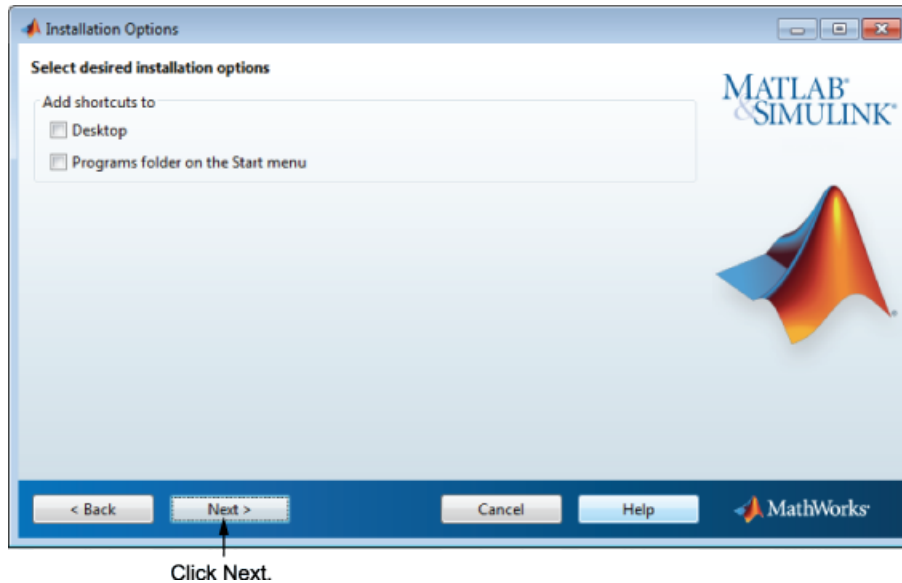 Installation Options
Select desired installation options
Add shortcuts to
Desktop
Programs folder on the Start menu
MATLAB®
&SIMULINK®
®
< Back
Next >
Cancel
Help
MathWorks®
Click Next.